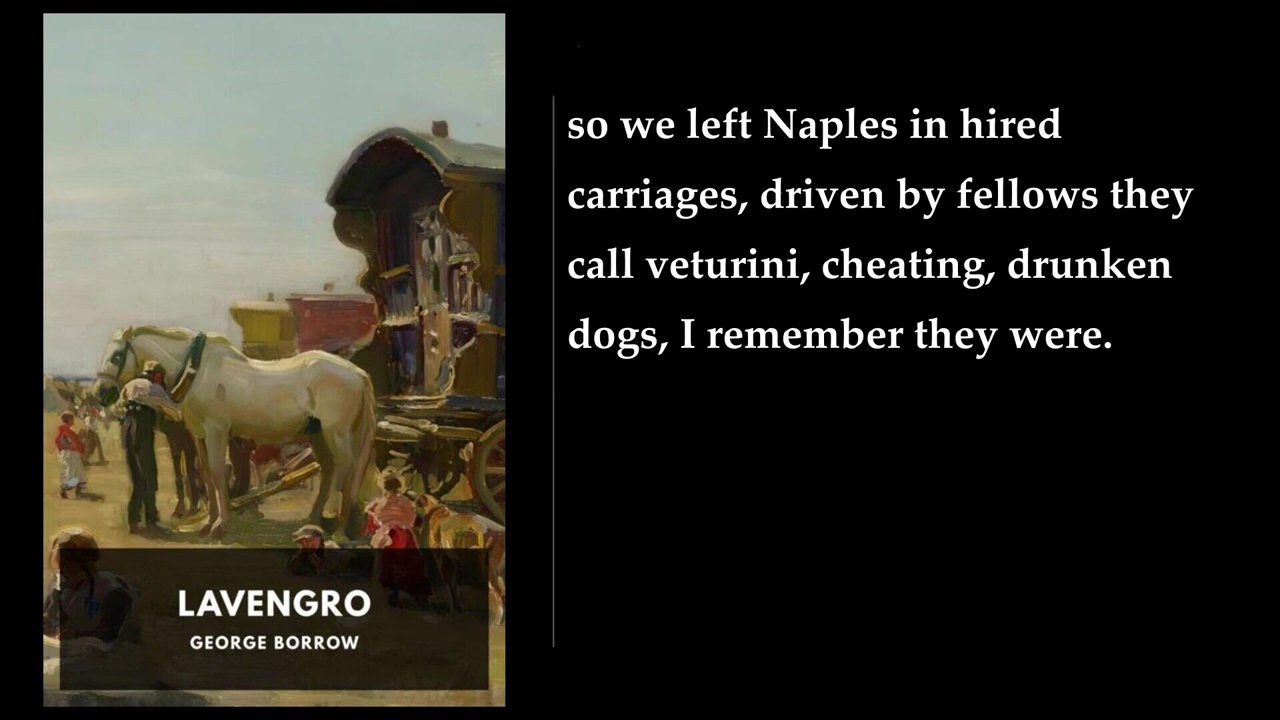 so we left Naples in hired
carriages, driven by fellows they
call veturini, cheating, drunken
dogs, I remember they were.
LAVENGRO
GEORGE BORROW